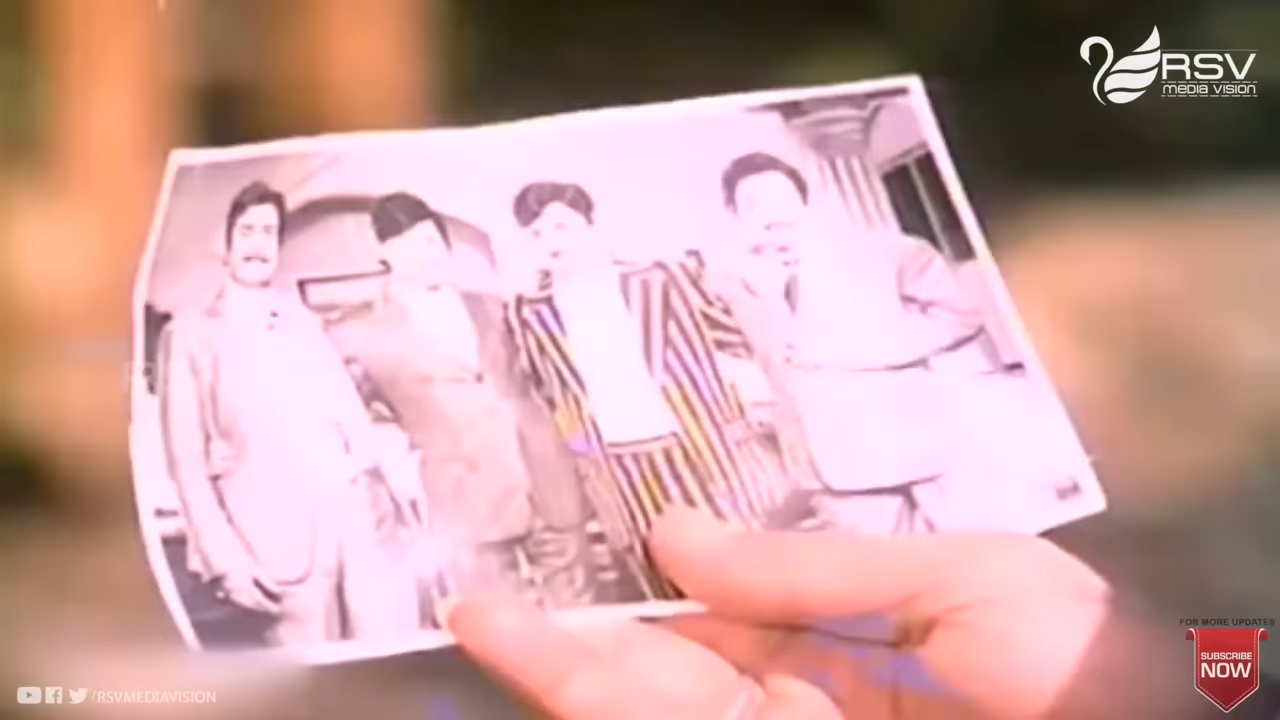 RSV
media vision
FOR MORE UPDATES
SUBSCRIBE
NOW
/RSVMEDIAVISION